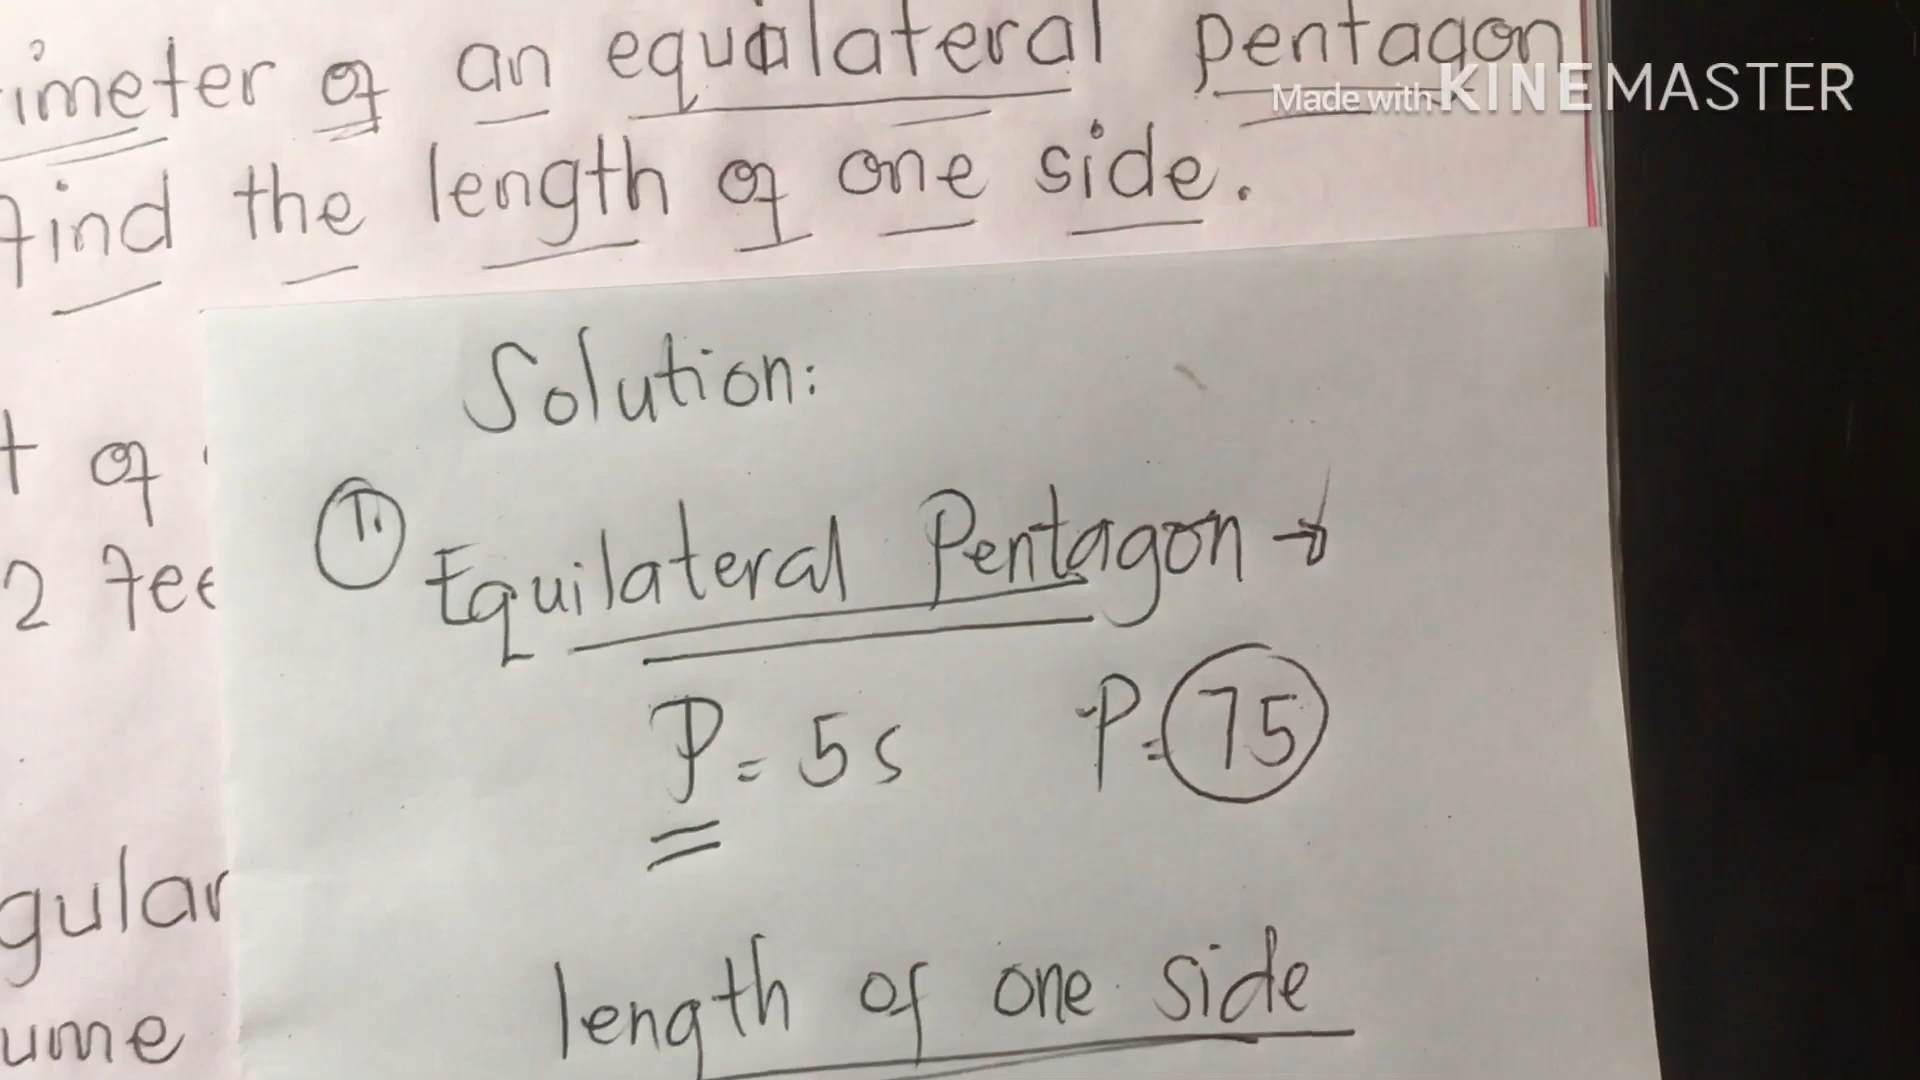 imeter of an equilateral pentagon
Made with KINEMASTER
find the length of one side.
Solution:
t of
1. Equilateral Pentagon →
2 fee
P = 5s P = 75
gular
length of one side
ume